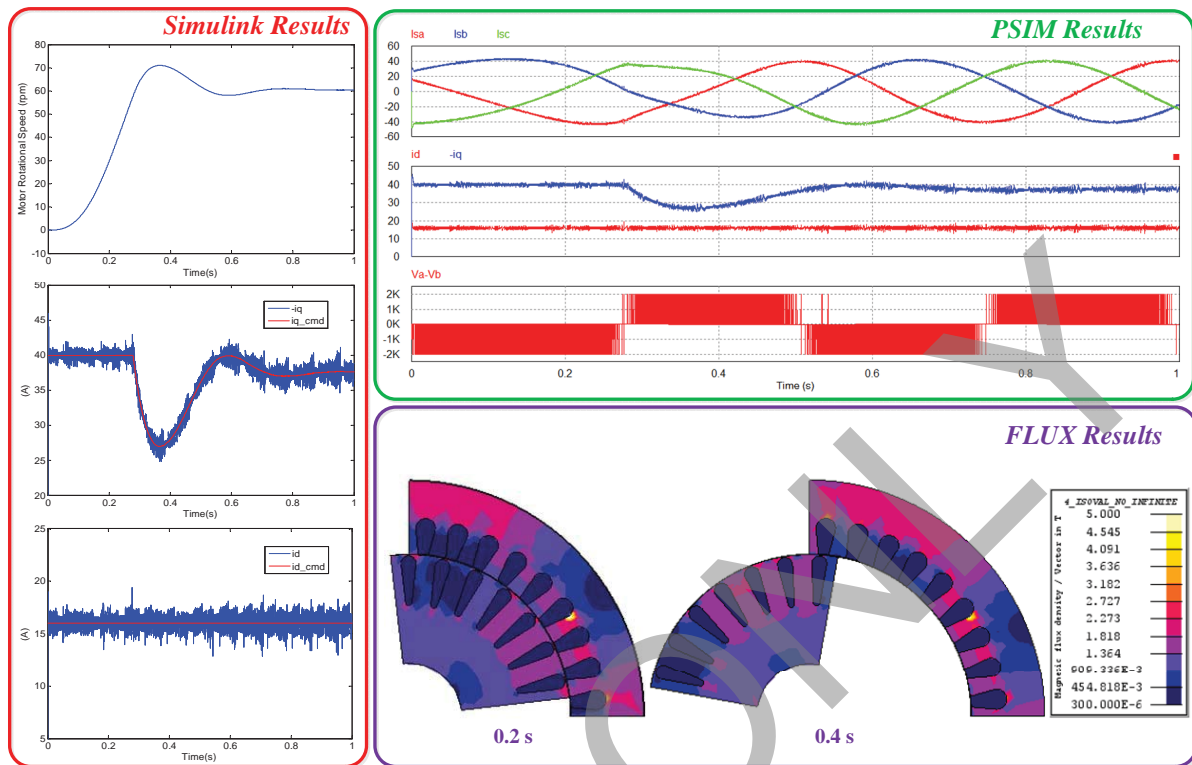 Simulink Results
80
70
60
50
40
30
20
10
0
-10
Motor Rotational Speed (rpm)
0 0.2 0.4 0.6 0.8 1
Time(s)
50
45
40
35
30
25
20
(A)
-iq
iq_cmd
0 0.2 0.4 0.6 0.8 1
Time(s)
25
20
15
10
5
(A)
id
id_cmd
0 0.2 0.4 0.6 0.8 1
Time(s)
PSIM Results
Isa Isb Isc
60
40
20
0
-20
-40
-60
id -iq
50
40
30
20
10
0
Va-Vb
2K
1K
0K
-1K
-2K
0 0.2 0.4 0.6 0.8 1
Time (s)
FLUX Results
0.2 s
0.4 s
4_ISOVAL_NO_INFINITE
Magnetic flux density / Vector in T
5.000
4.545
4.091
3.636
3.182
2.727
2.273
1.818
1.364
909.336E-3
454.818E-3
300.000E-6